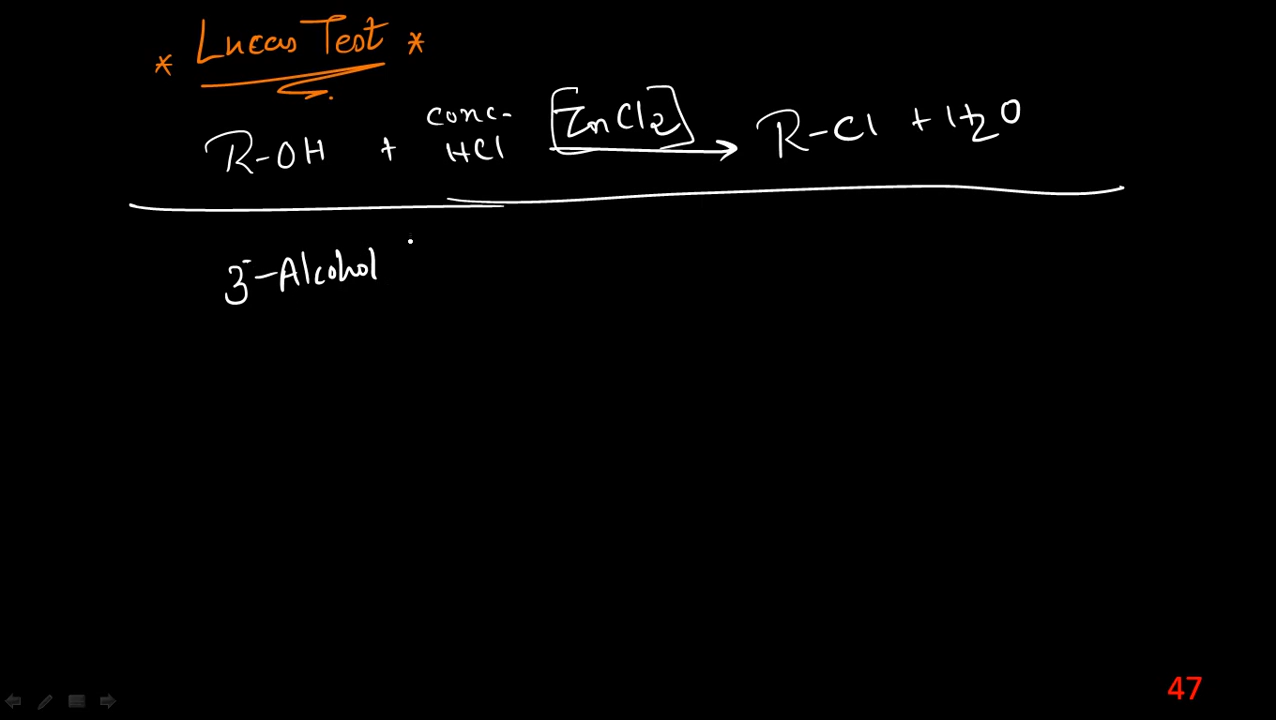 * Lucas Test *
R-OH + conc. HCl [ZnCl2] → R-Cl + H2O
3°-Alcohol
47